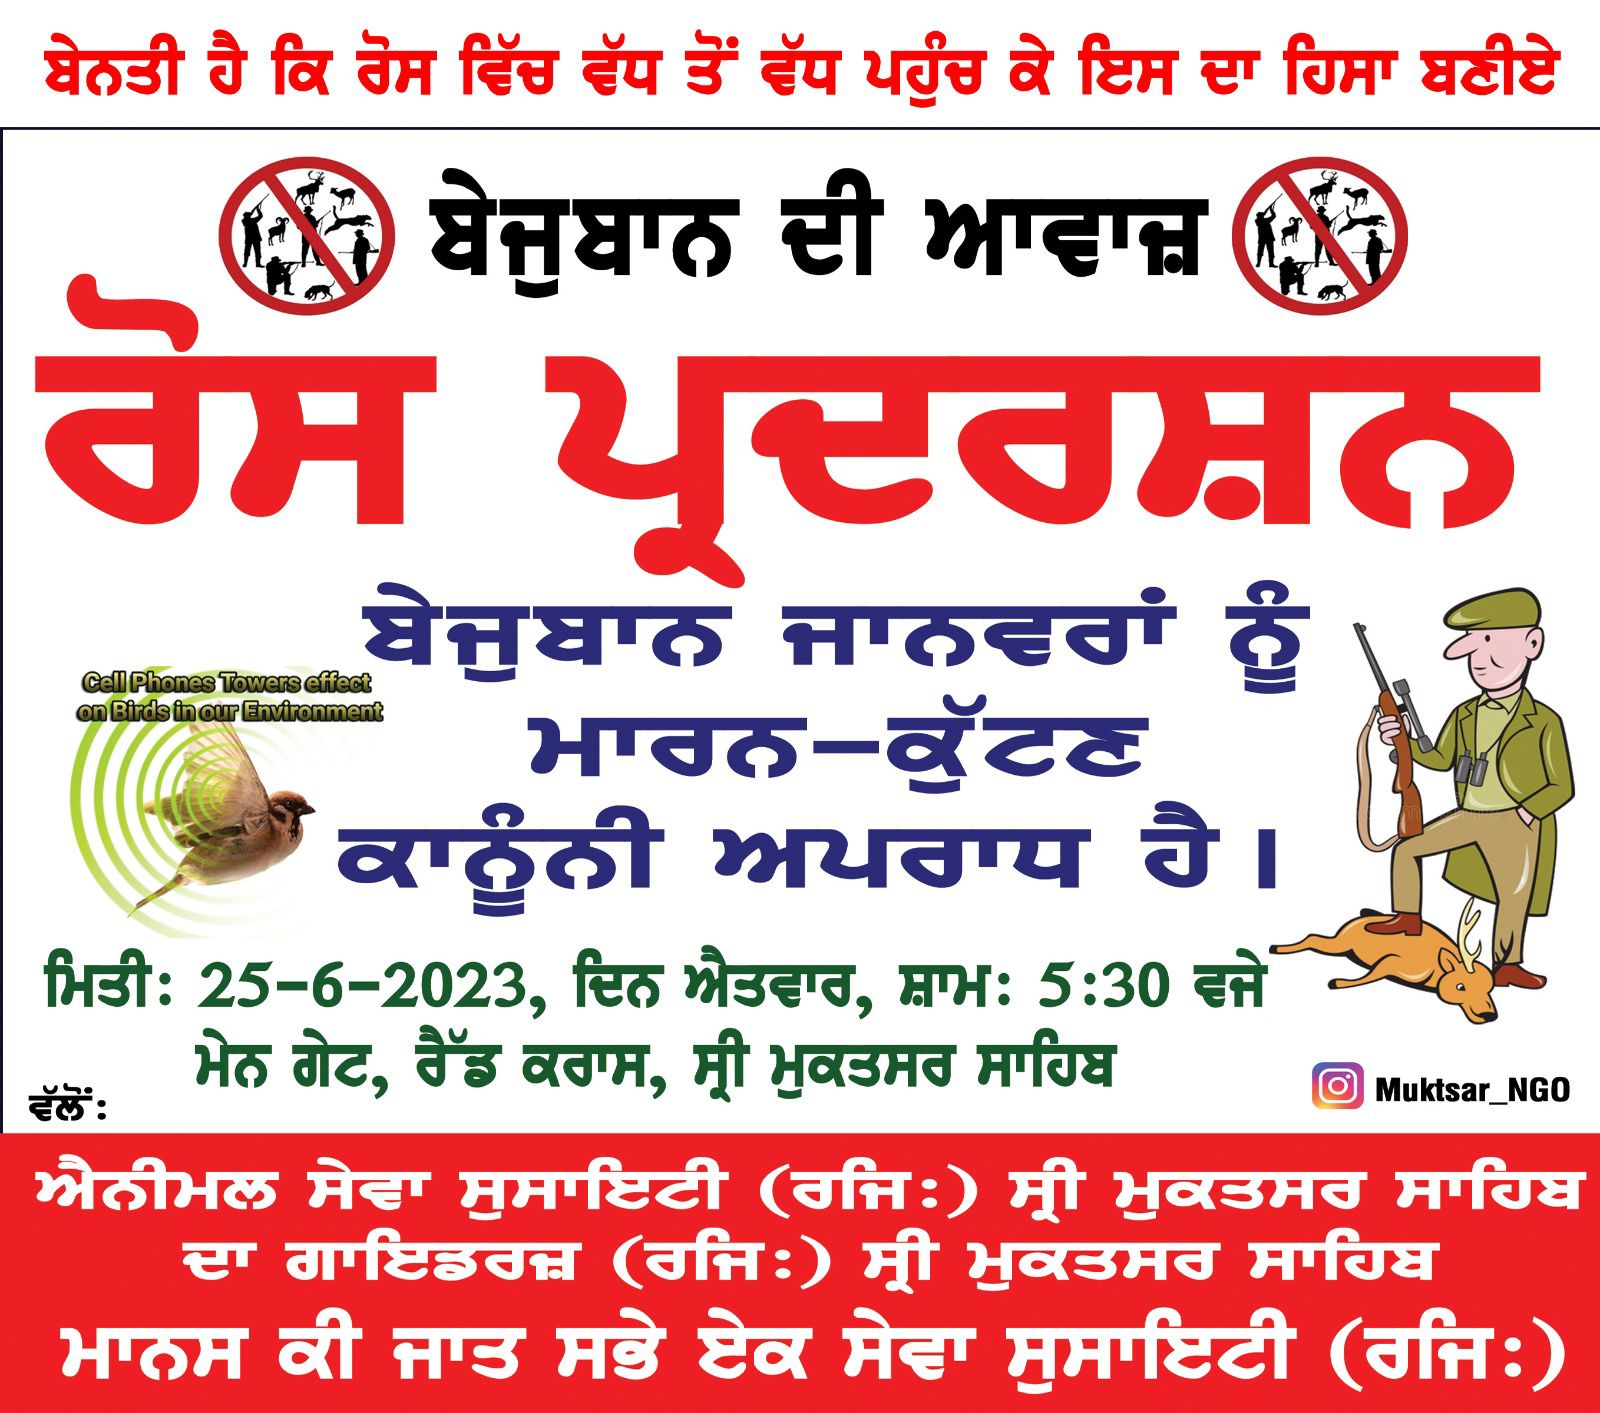 ਬੇਨਤੀ ਹੈ ਕਿ ਰੋਸ ਵਿੱਚ ਵੱਧ ਤੋਂ ਵੱਧ ਪਹੁੰਚ ਕੇ ਇਸ ਦਾ ਹਿਸਾ ਬਣੀਏ
ਬੇਜੁਬਾਨ ਦੀ ਆਵਾਜ਼
ਰੋਸ ਪ੍ਰਦਰਸ਼ਨ
ਬੇਜੁਬਾਨ ਜਾਨਵਰਾਂ ਨੂੰ
ਮਾਰਨ-ਕੁੱਟਣ
ਕਾਨੂੰਨੀ ਅਪਰਾਧ ਹੈ।
Cell Phones Towers effect
on Birds in our Environment
ਮਿਤੀ: 25-6-2023, ਦਿਨ ਐਤਵਾਰ, ਸ਼ਾਮ: 5:30 ਵਜੇ
ਮੇਨ ਗੇਟ, ਰੈੱਡ ਕਰਾਸ, ਸ੍ਰੀ ਮੁਕਤਸਰ ਸਾਹਿਬ
Muktsar_NGO
ਵੱਲੋਂ:
ਐਨੀਮਲ ਸੇਵਾ ਸੁਸਾਇਟੀ (ਰਜਿ:) ਸ੍ਰੀ ਮੁਕਤਸਰ ਸਾਹਿਬ
ਦਾ ਗਾਇਡਰਜ਼ (ਰਜਿ:) ਸ੍ਰੀ ਮੁਕਤਸਰ ਸਾਹਿਬ
ਮਾਨਸ ਕੀ ਜਾਤ ਸਭੇ ਏਕ ਸੇਵਾ ਸੁਸਾਇਟੀ (ਰਜਿ:)